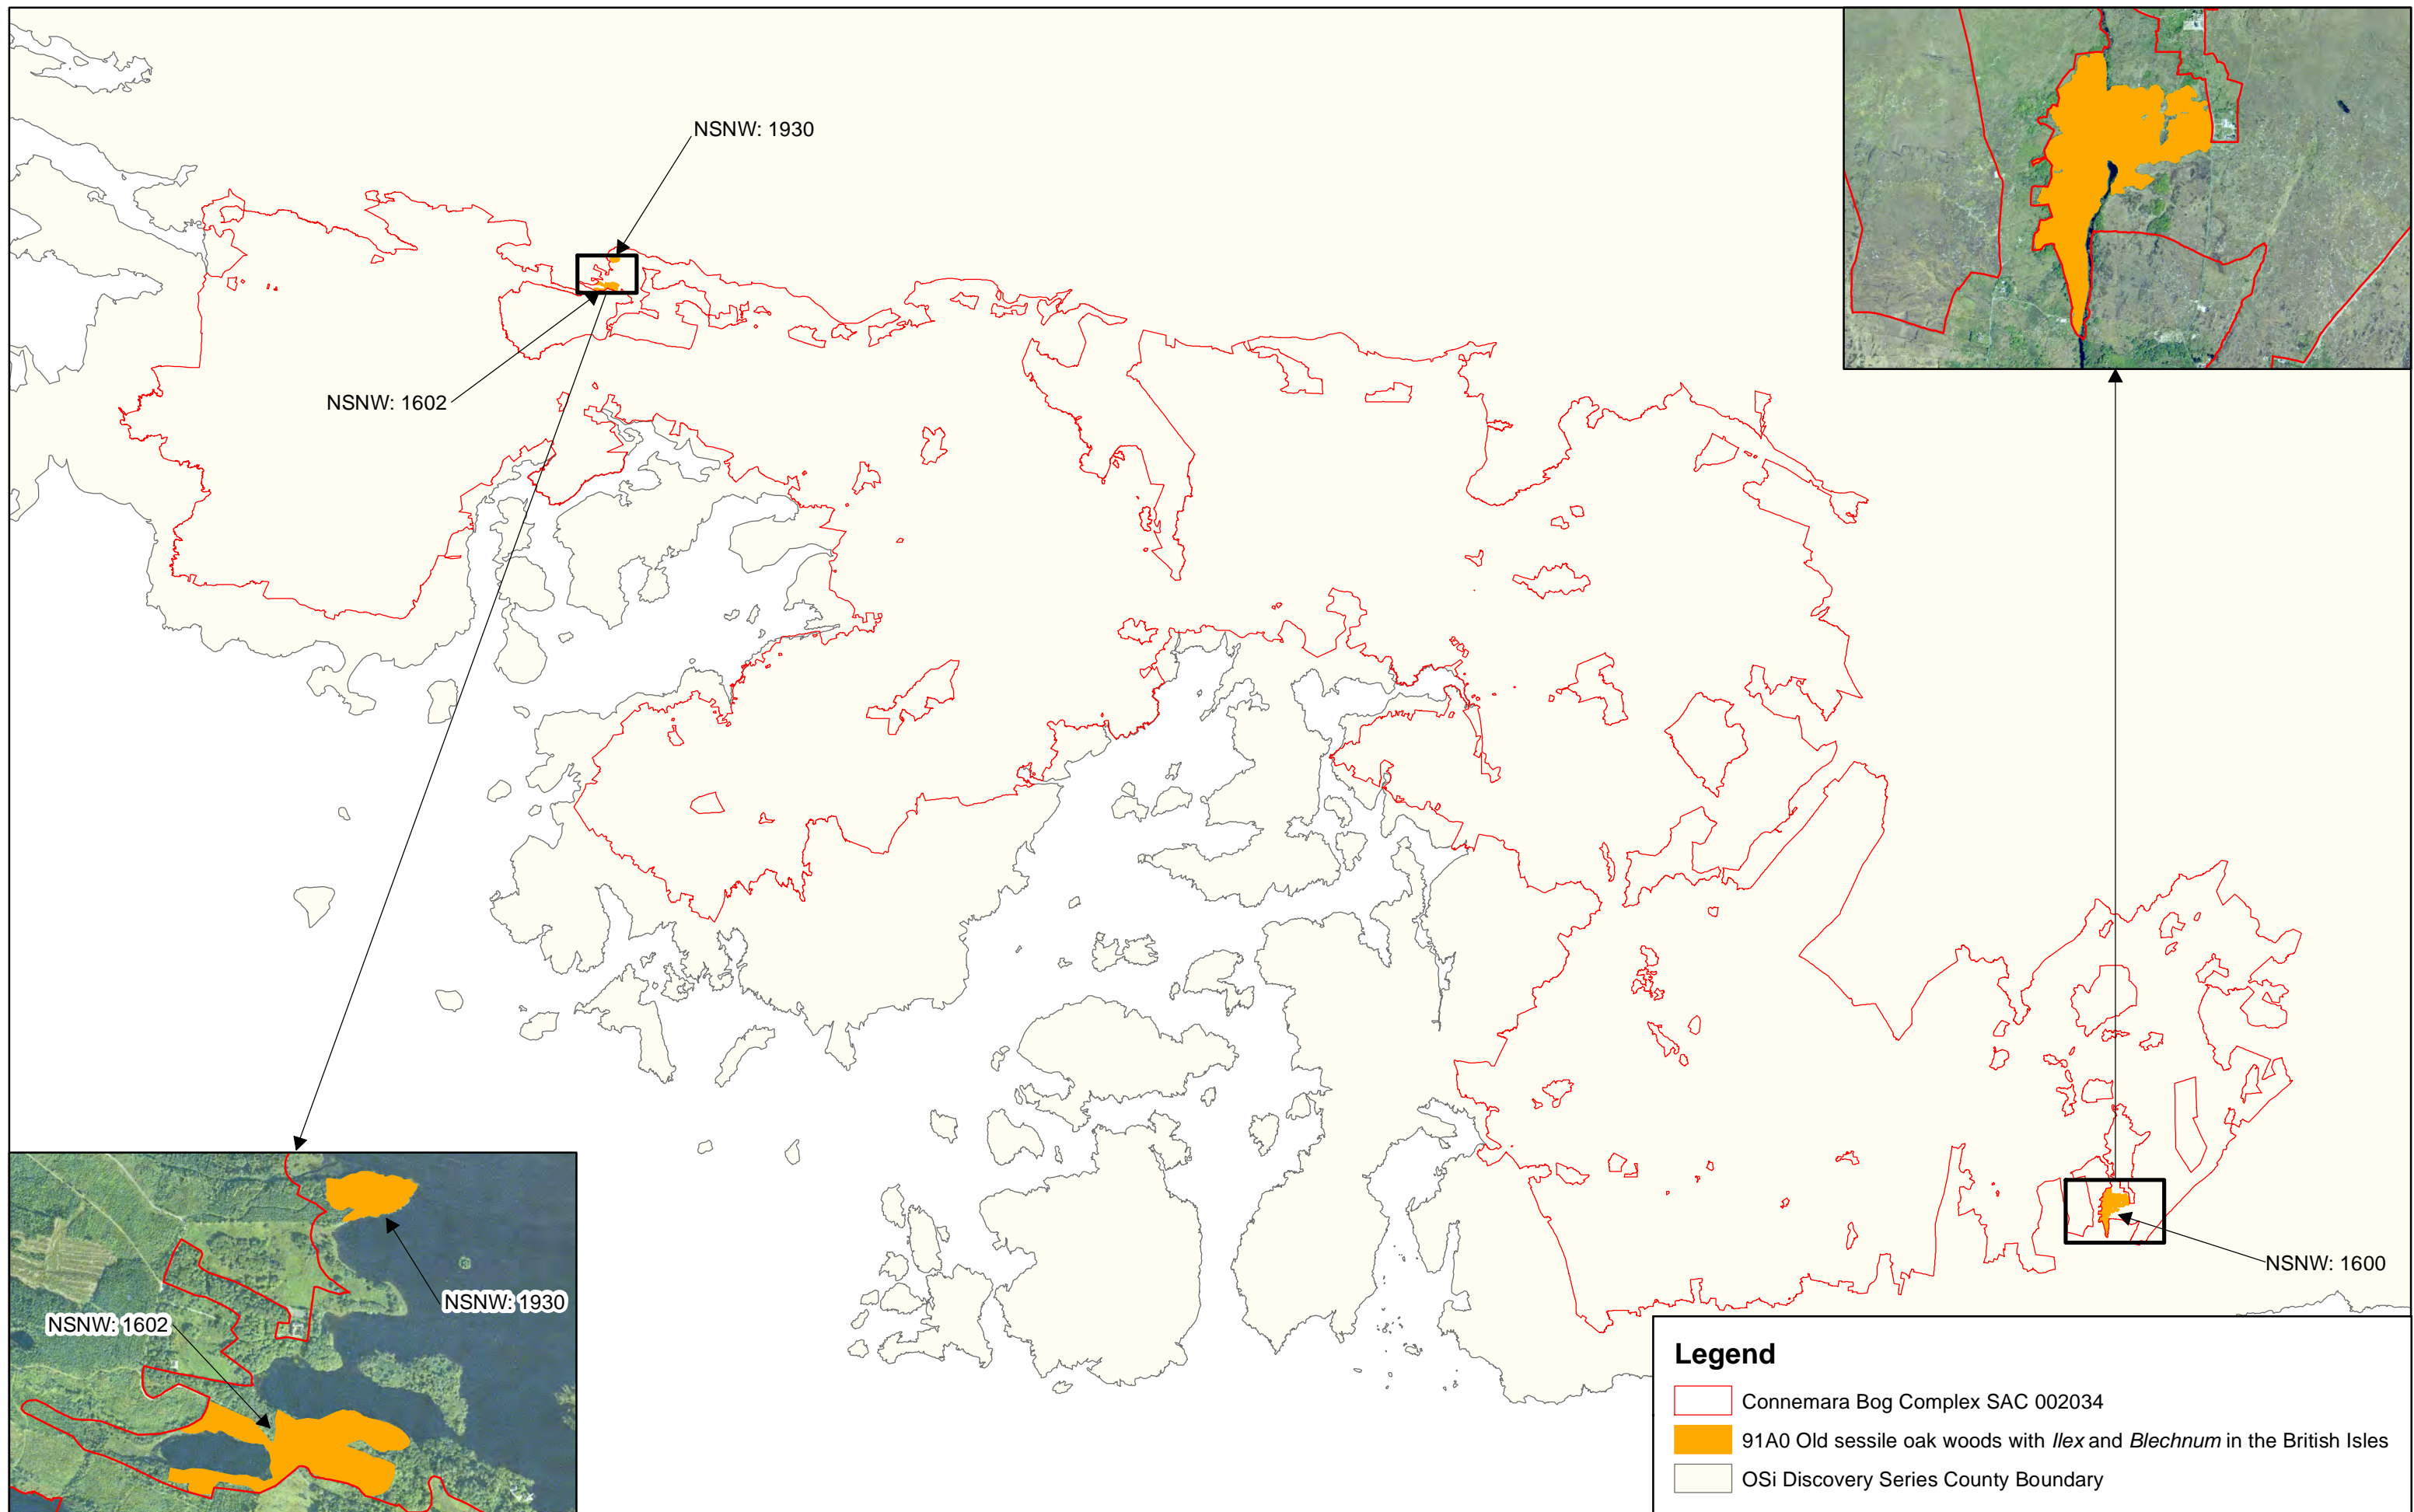 NSNW: 1930
NSNW: 1602
NSNW: 1930
NSNW: 1602
NSNW: 1600
Legend
Connemara Bog Complex SAC 002034
91A0 Old sessile oak woods with Ilex and Blechnum in the British Isles
OSi Discovery Series County Boundary